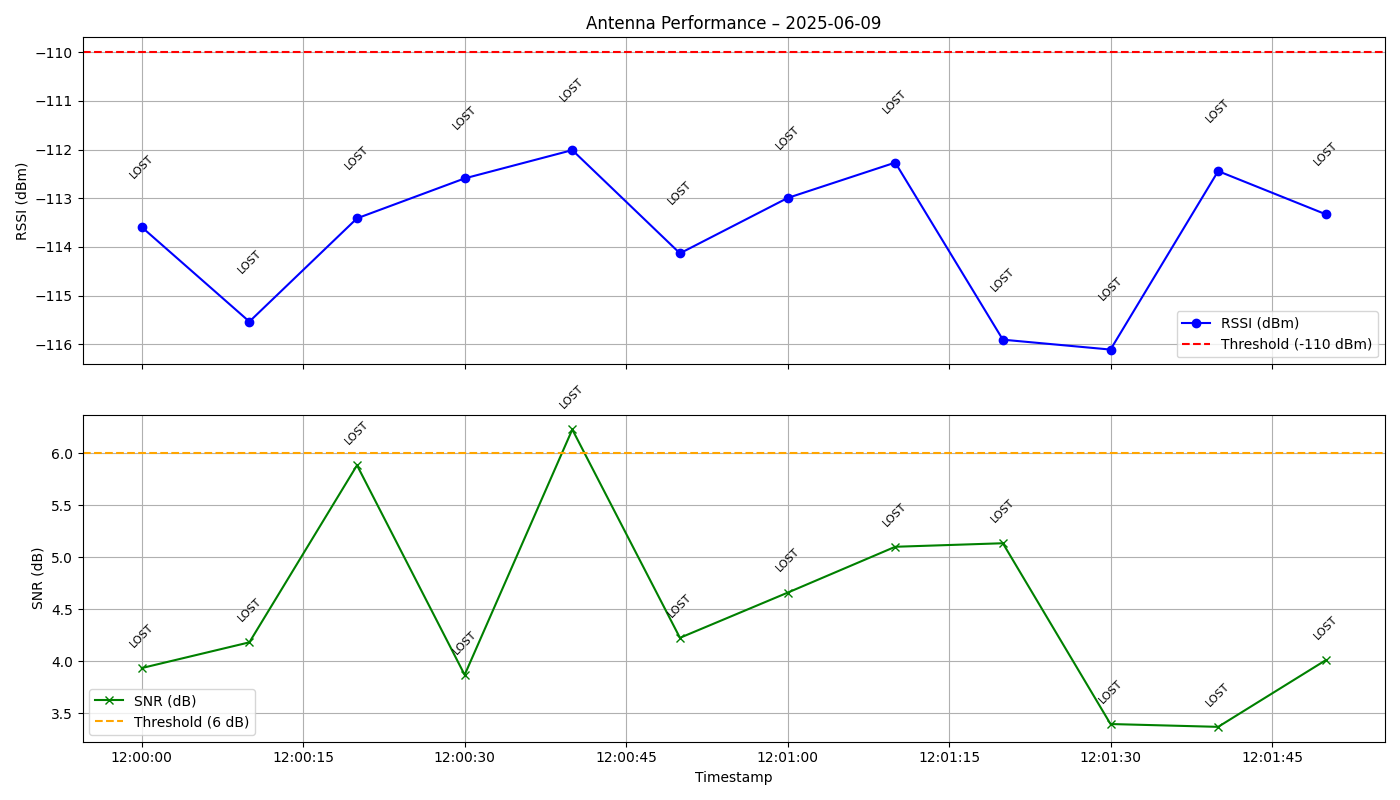 Antenna Performance – 2025-06-09
RSSI (dBm)
−110
−111
−112
−113
−114
−115
−116
LOST
LOST
LOST
LOST
LOST
LOST
LOST
LOST
LOST
LOST
LOST
LOST
RSSI (dBm)
Threshold (-110 dBm)
SNR (dB)
6.0
5.5
5.0
4.5
4.0
3.5
LOST
LOST
LOST
LOST
LOST
LOST
LOST
LOST
LOST
LOST
LOST
LOST
SNR (dB)
Threshold (6 dB)
12:00:00
12:00:15
12:00:30
12:00:45
12:01:00
12:01:15
12:01:30
12:01:45
Timestamp